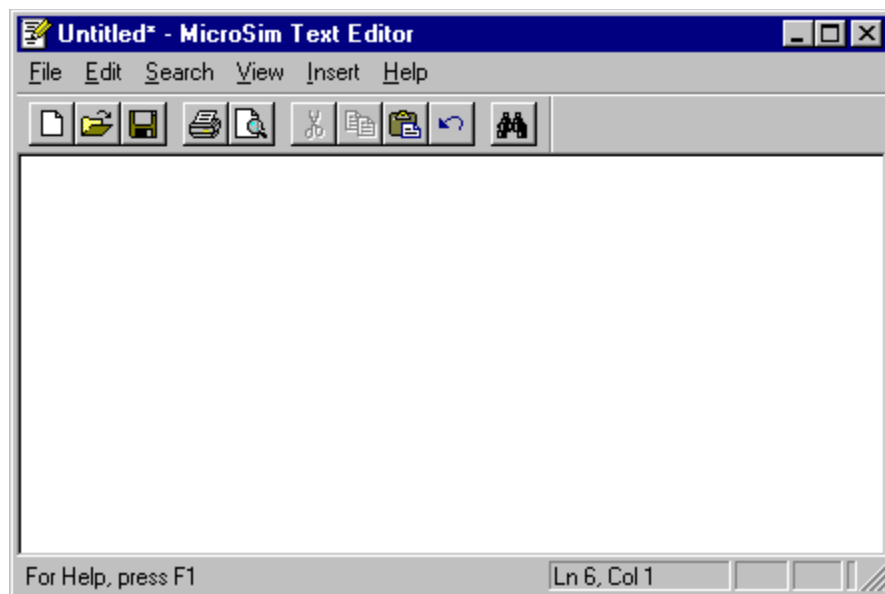 Untitled* - MicroSim Text Editor
File Edit Search View Insert Help
For Help, press F1 Ln 6, Col 1